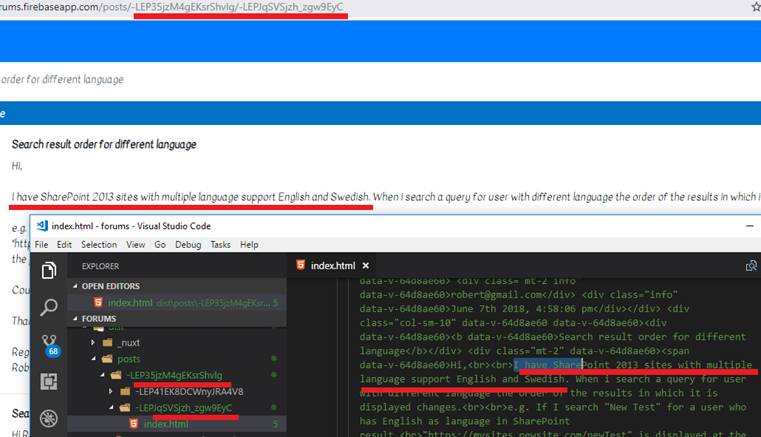 rums.firebaseapp.com/posts/-LEP35jzM4gEKsrShvlg/-LEPJqSVSjzh_zgw9EyC
order for different language
e
Search result order for different language
Hi,
I have SharePoint 2013 sites with multiple language support English and Swedish. When i search a query for user with different language the order of the results in which i
e.g.
"http
the
Cou
Tha
Reg
Rob
Sea
Hi R
index.html - forums - Visual Studio Code
File Edit Selection View Go Debug Tasks Help
EXPLORER
OPEN EDITORS
index.html dist\posts\-LEP35jzM4gEKsr... 5
FORUMS
dist
_nuxt
posts
-LEP35jzM4gEKsrShvlg
-LEP41EK8DCWnyJRA4V8
-LEPJqSVSjzh_zgw9EyC
index.html 5
68
index.html
data-v-64d8ae60> <div class="mt-2 info"
data-v-64d8ae60>robert@gmail.com</div> <div class="info"
data-v-64d8ae60>June 7th 2018, 4:58:06 pm</div></div> <div
class="col-sm-10" data-v-64d8ae60 data-v-64d8ae60><div
data-v-64d8ae60><b data-v-64d8ae60>Search result order for different
language</b></div> <div class="mt-2" data-v-64d8ae60><span
data-v-64d8ae60>Hi,<br><br>I have SharePoint 2013 sites with multiple
language support English and Swedish. When i search a query for user
with different language the order of the results in which it is
displayed changes.<br><br>e.g. If I search "New Test" for a user who
has English as language in SharePoint
result,<br>"https://mysites.newsite.com/newTest" is displayed at the